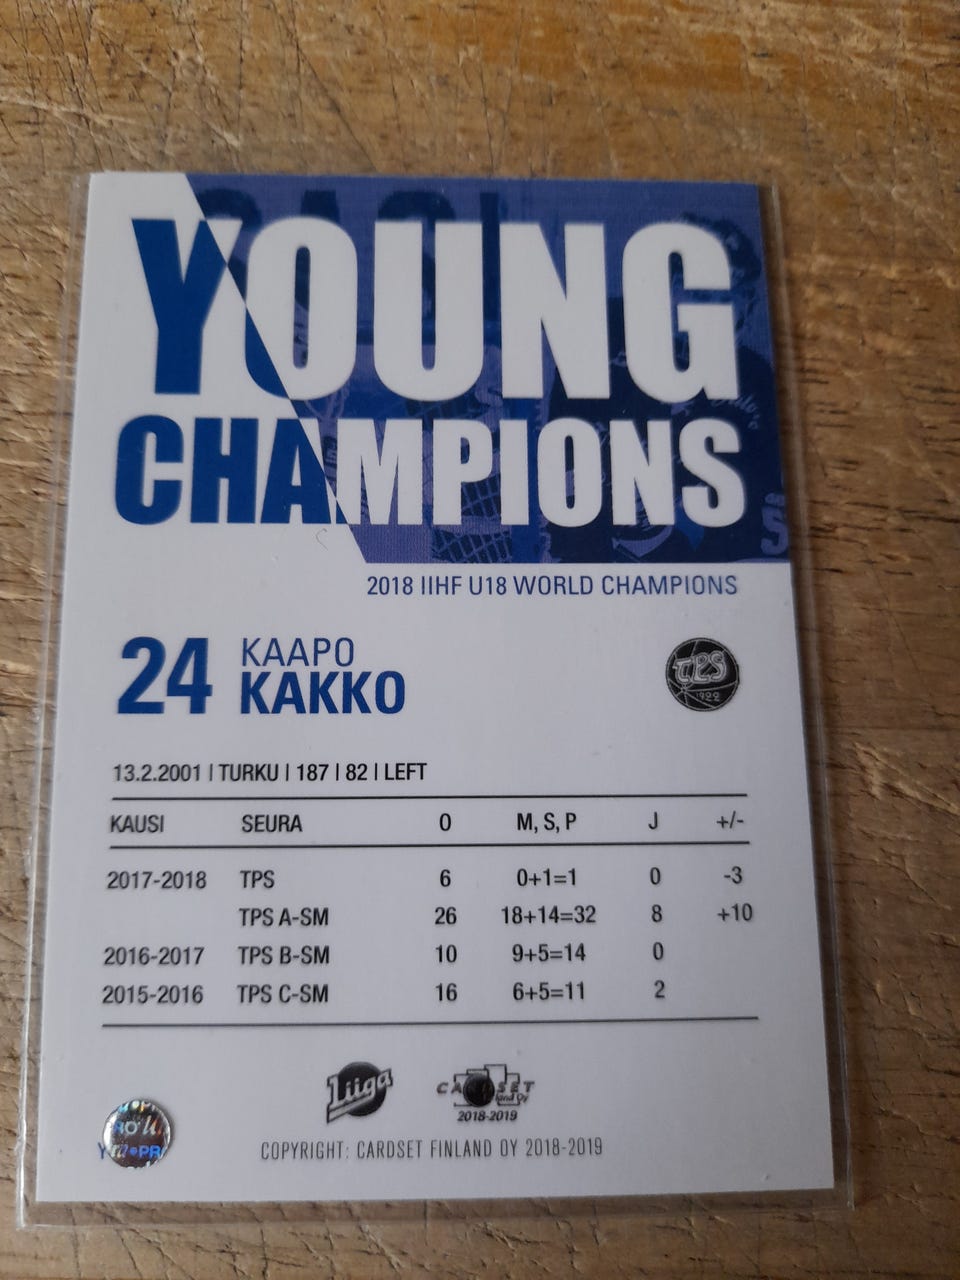 YOUNG
CHAMPIONS
2018 IIHF U18 WORLD CHAMPIONS
24 KAAPO
KAKKO
TPS
1922
13.2.2001 | TURKU | 187 | 82 | LEFT
KAUSI SEURA O M, S, P J +/-
2017-2018 TPS 6 0+1=1 0 -3
TPS A-SM 26 18+14=32 8 +10
2016-2017 TPS B-SM 10 9+5=14 0
2015-2016 TPS C-SM 16 6+5=11 2
Liiga
CARDSET
2018-2019
COPYRIGHT: CARDSET FINLAND OY 2018-2019